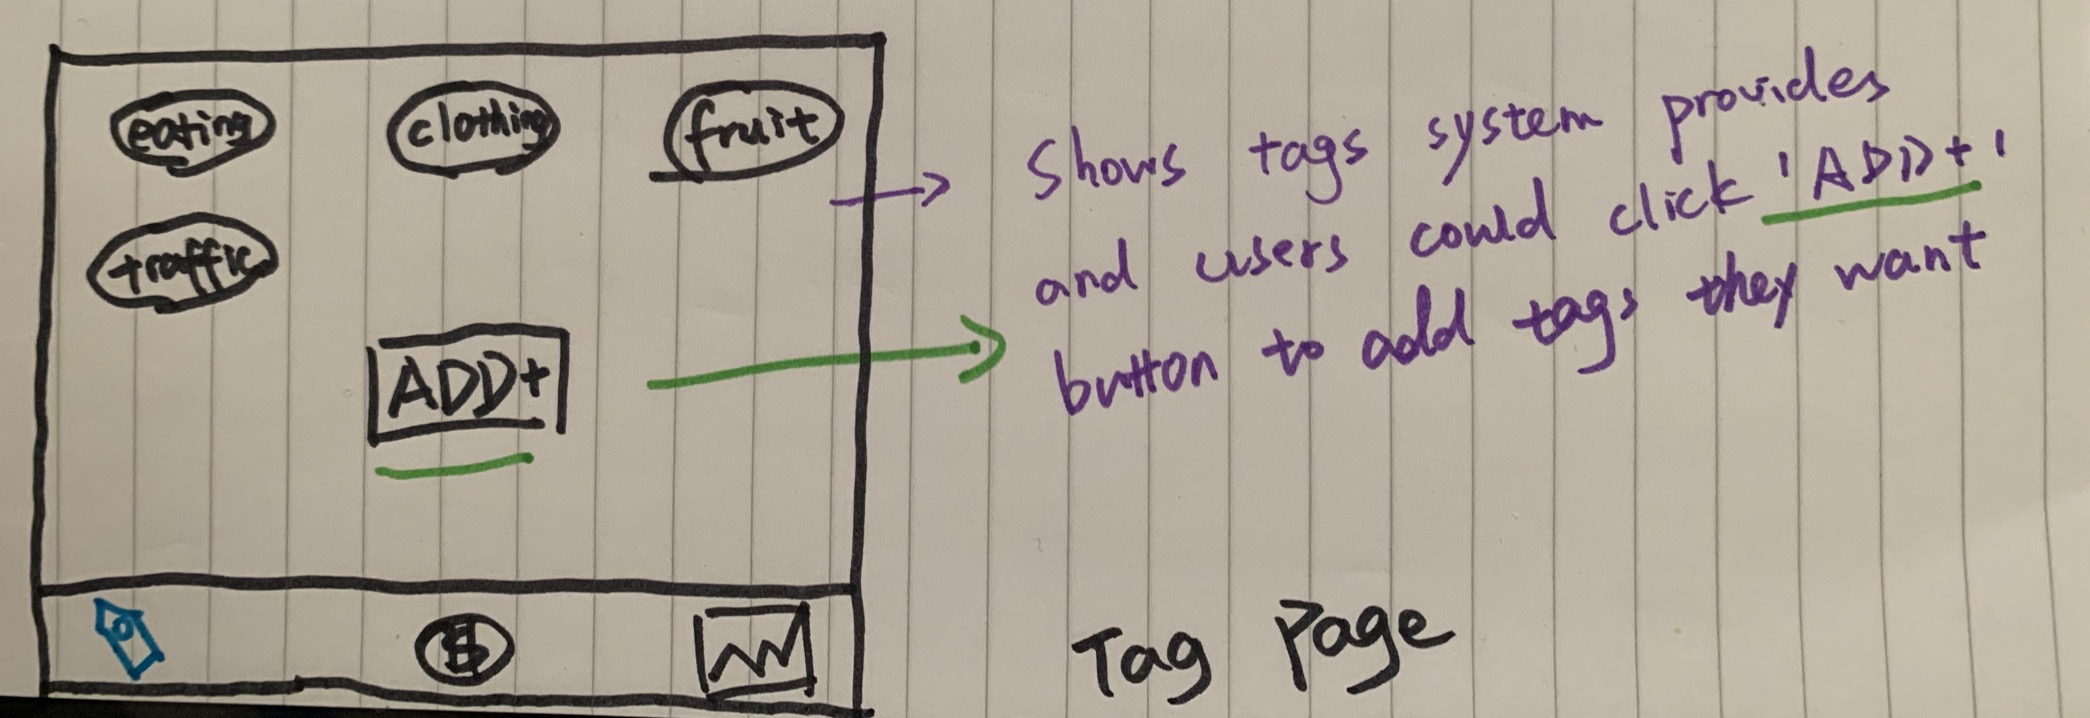 eating clothing fruit
traffic
ADD+
Shows tags system provides
and users could click 'ADD+'
button to add tags they want
$
Tag Page